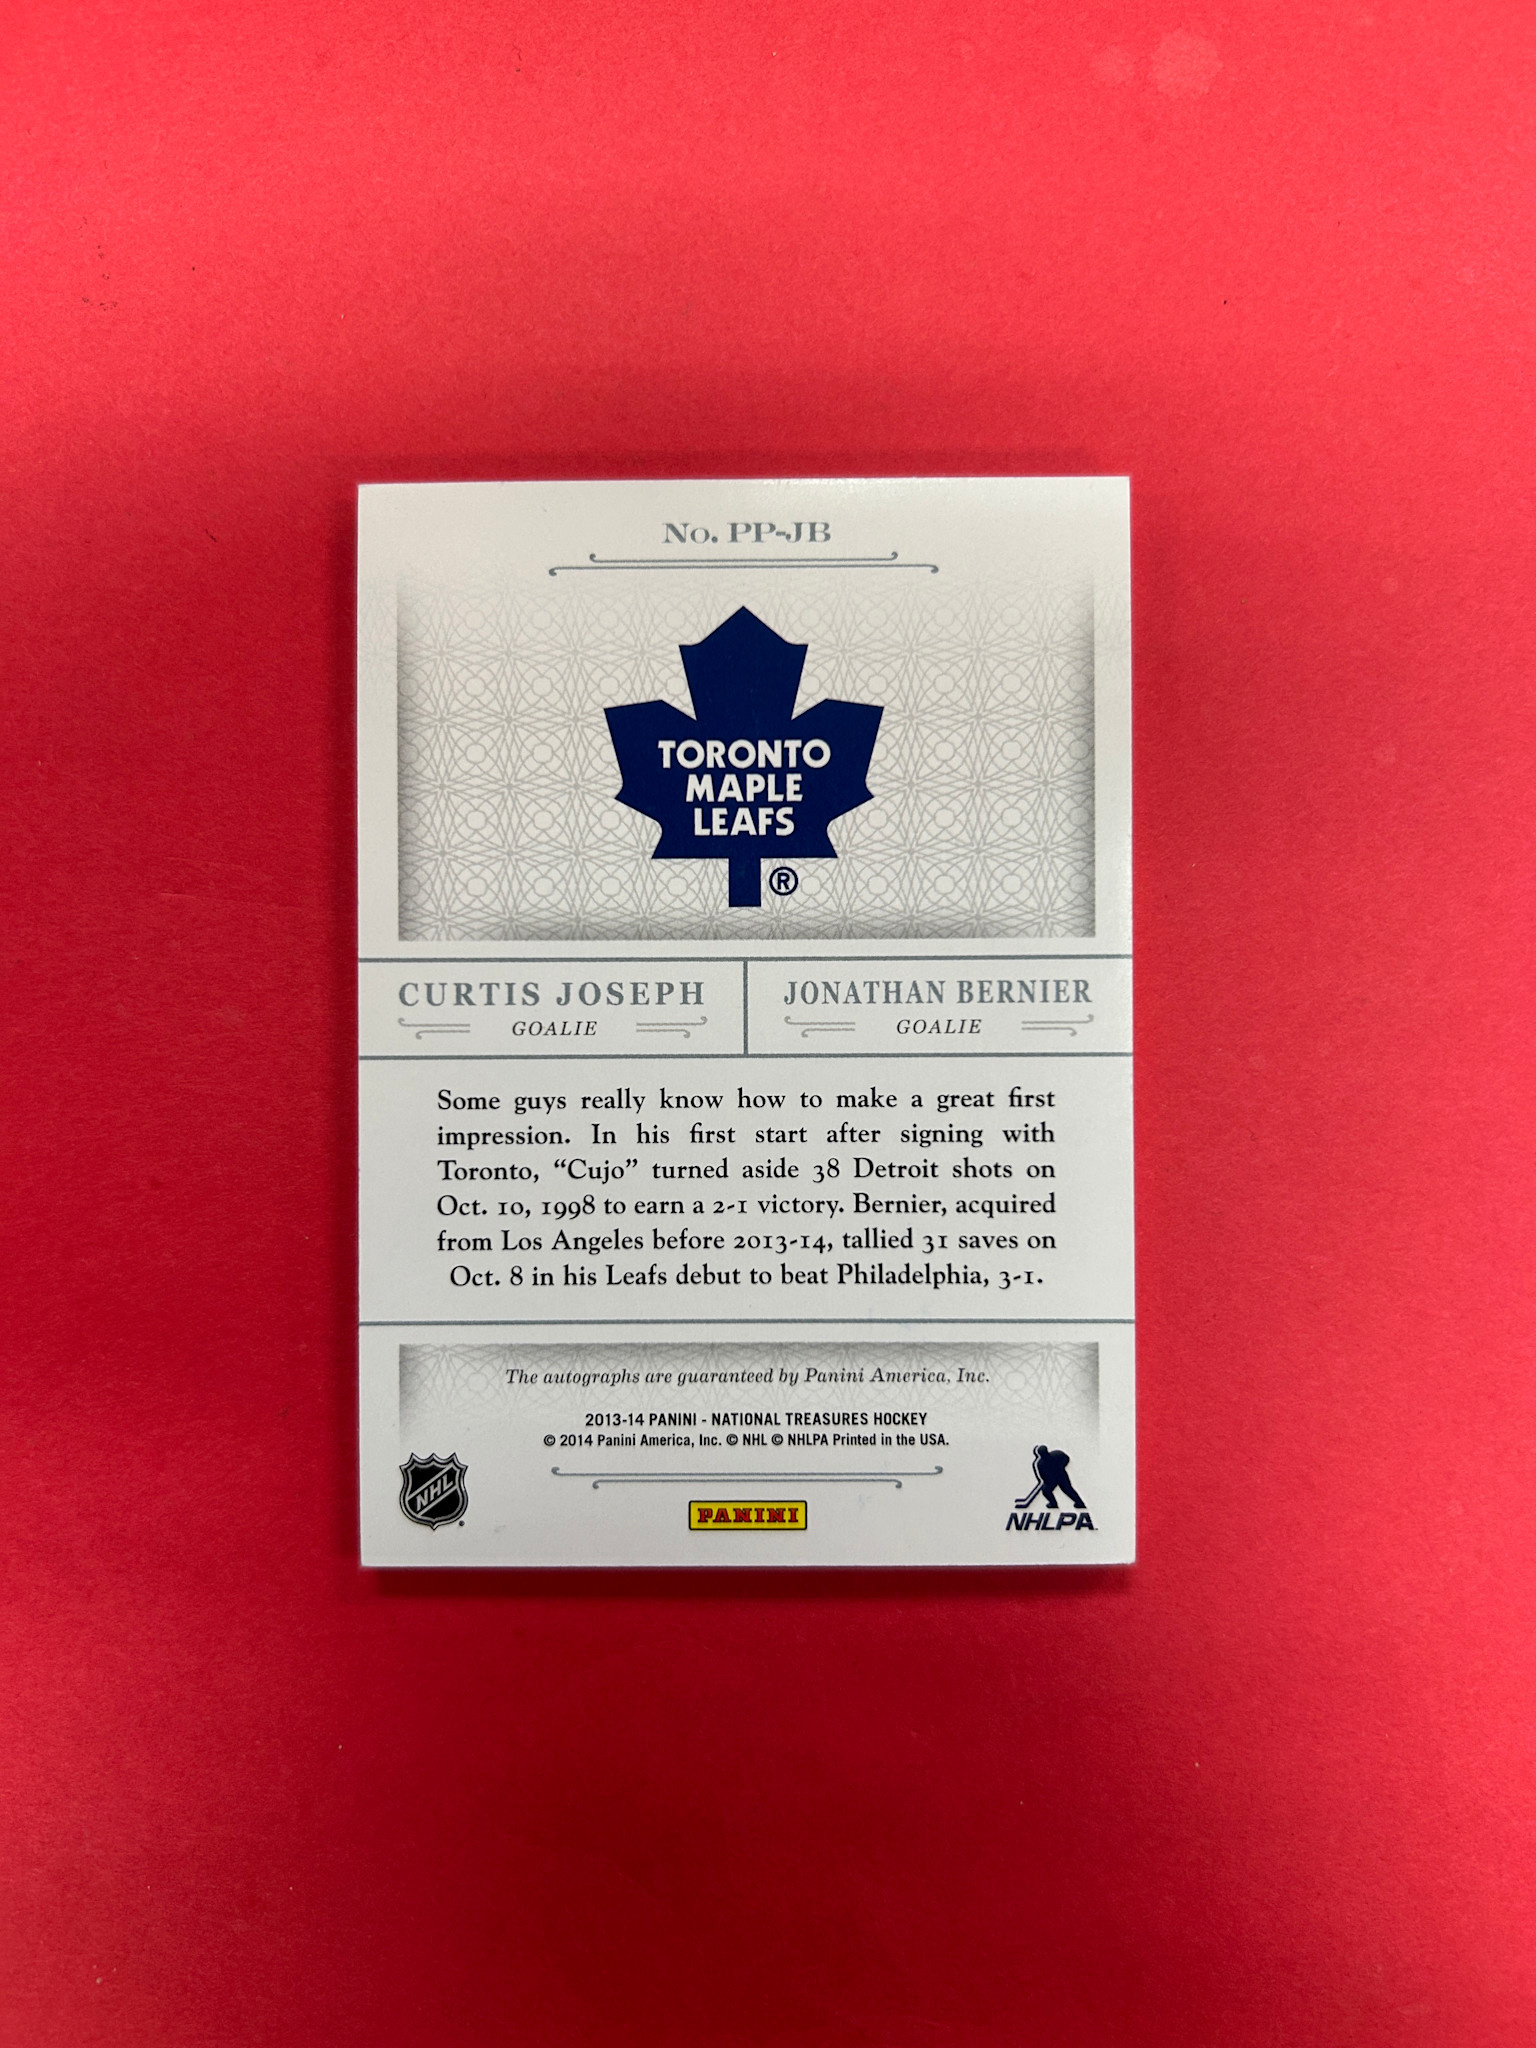 No. PP-JB
TORONTO
MAPLE
LEAFS
®
CURTIS JOSEPH
GOALIE
JONATHAN BERNIER
GOALIE
Some guys really know how to make a great first
impression. In his first start after signing with
Toronto, “Cujo” turned aside 38 Detroit shots on
Oct. 10, 1998 to earn a 2-1 victory. Bernier, acquired
from Los Angeles before 2013-14, tallied 31 saves on
Oct. 8 in his Leafs debut to beat Philadelphia, 3-1.
The autographs are guaranteed by Panini America, Inc.
2013-14 PANINI - NATIONAL TREASURES HOCKEY
© 2014 Panini America, Inc. © NHL © NHLPA Printed in the USA.
NHL
PANINI
NHLPA